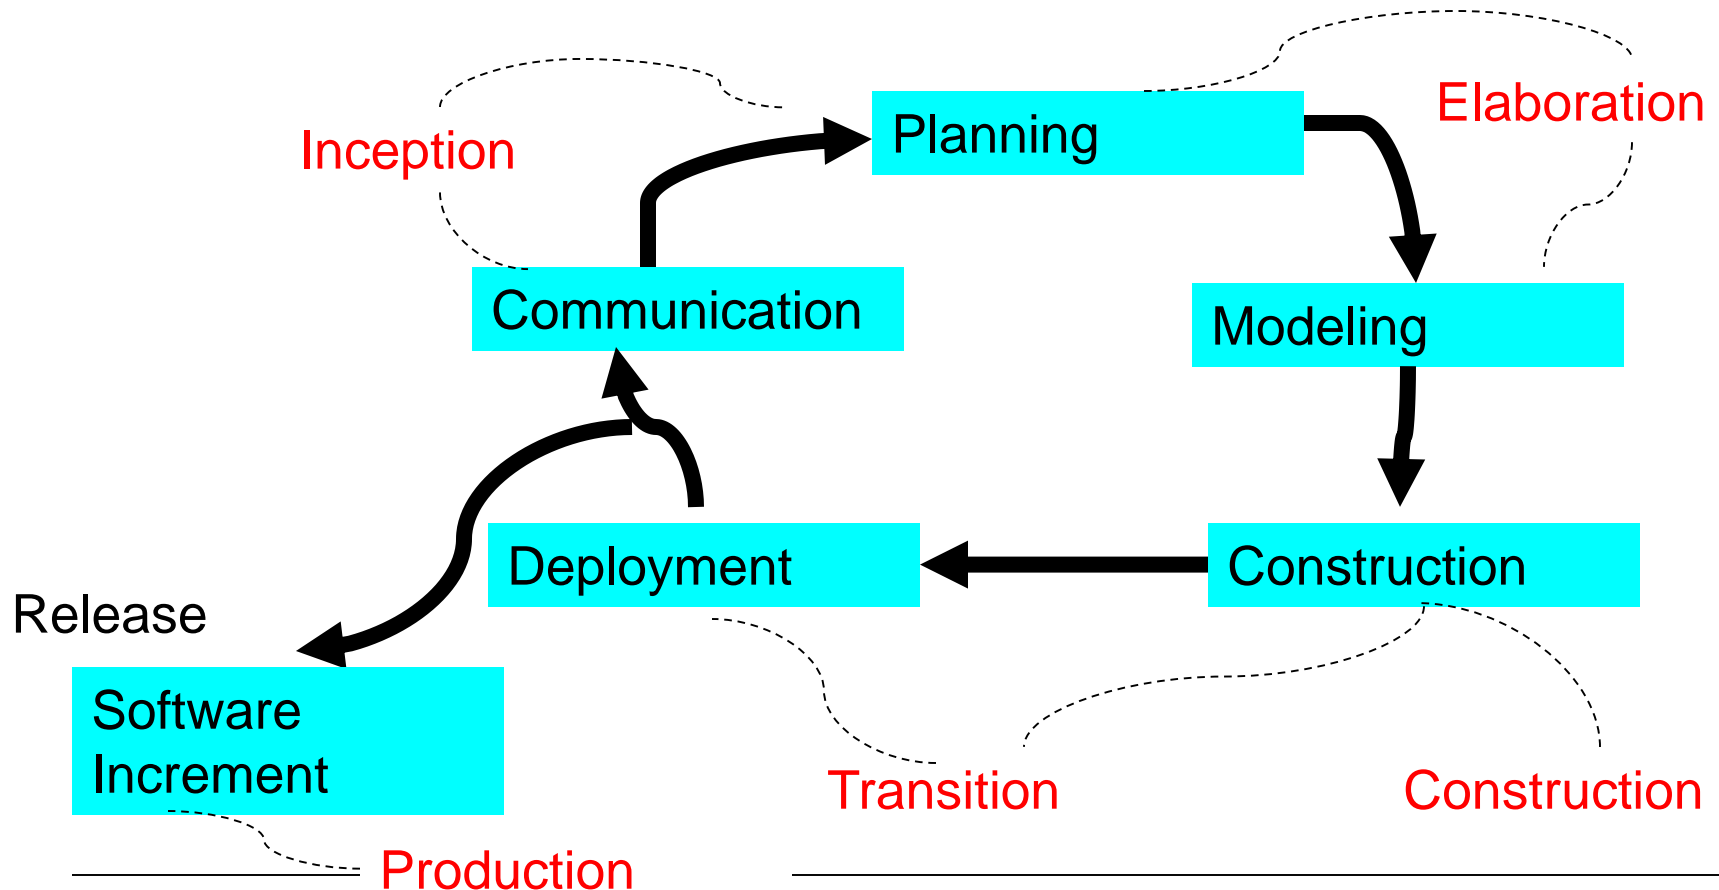 Elaboration
Planning
Inception
Communication
Modeling
Deployment
Construction
Release
Software
Increment
Transition
Construction
Production